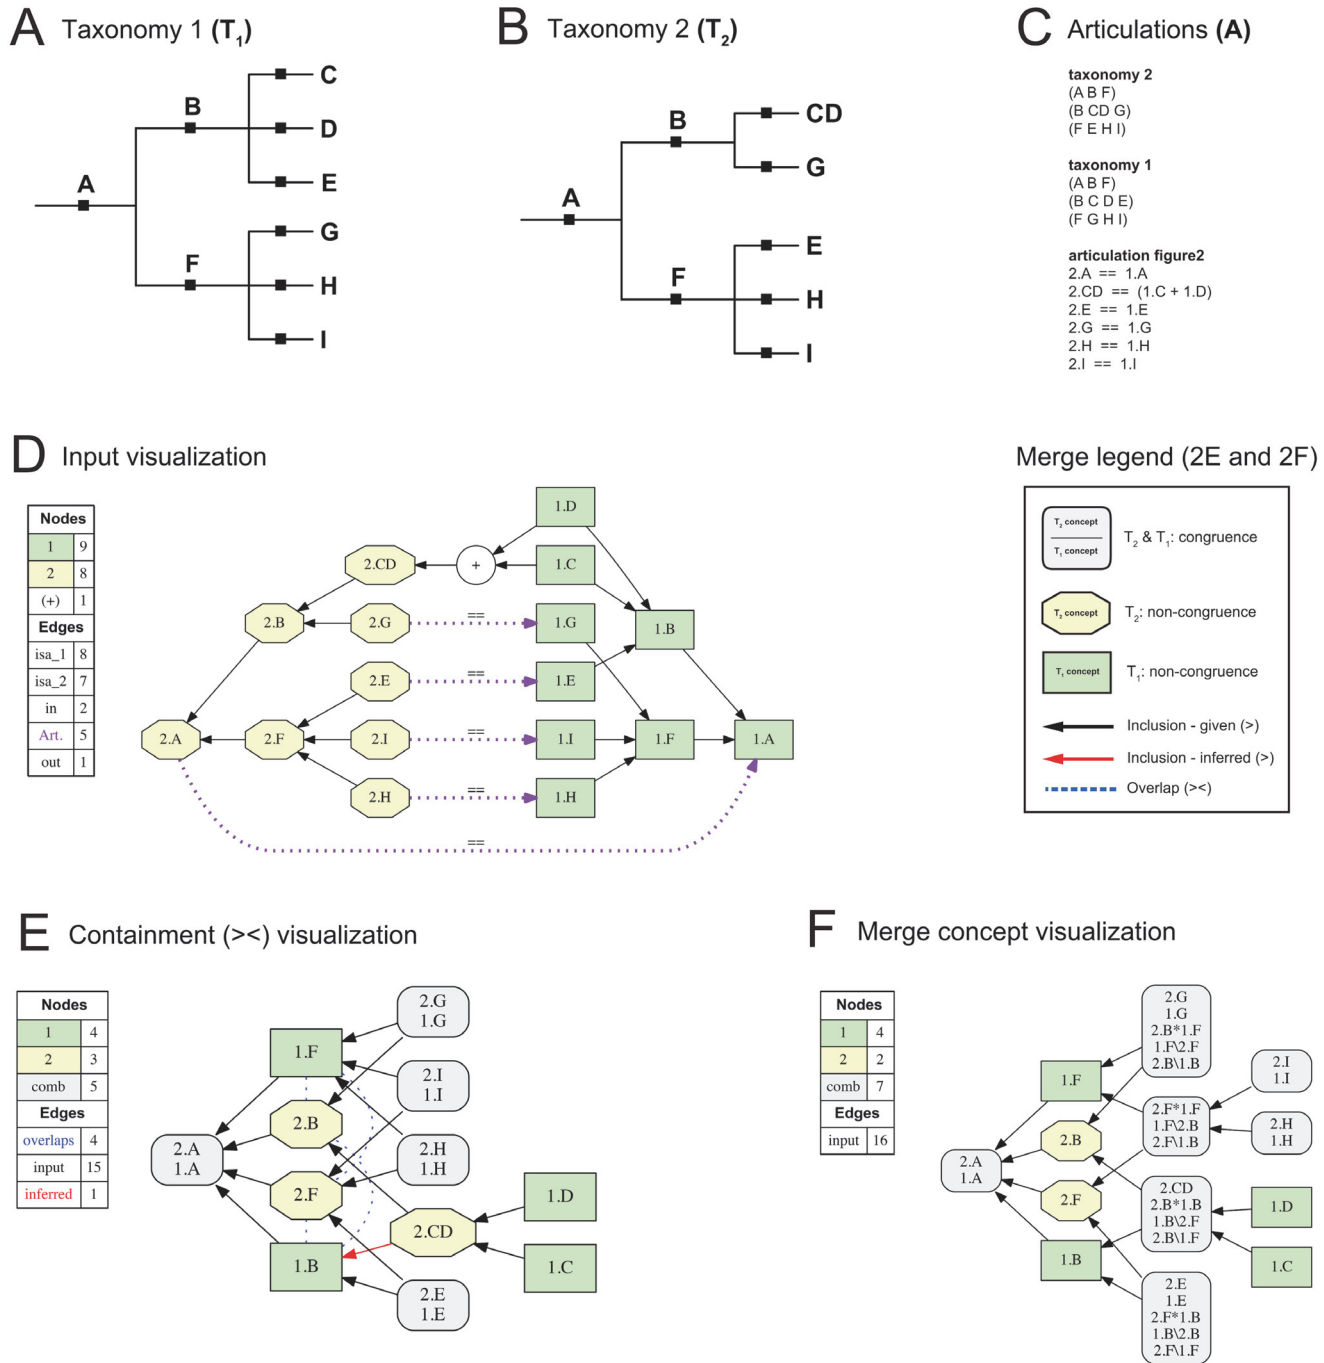 A Taxonomy 1 (T1)
C
B
D
E
A
G
F
H
I
B Taxonomy 2 (T2)
CD
B
G
A
E
F
H
I
C Articulations (A)
taxonomy 2
(A B F)
(B CD G)
(F E H I)
taxonomy 1
(A B F)
(B C D E)
(F G H I)
articulation figure2
2.A == 1.A
2.CD == (1.C + 1.D)
2.E == 1.E
2.G == 1.G
2.H == 1.H
2.I == 1.I
D Input visualization
Nodes
1 9
2 8
(+) 1
Edges
isa_1 8
isa_2 7
in 2
Art. 5
out 1
1.D
2.CD + 1.C
2.B 2.G == 1.G 1.B
2.E == 1.E
2.A 2.F 2.I == 1.I 1.F 1.A
2.H == 1.H
==
Merge legend (2E and 2F)
T2 concept
T1 concept
T2 & T1: congruence
T2 concept
T2: non-congruence
T1 concept
T1: non-congruence
Inclusion - given (>)
Inclusion - inferred (>)
Overlap (><)
E Containment (><) visualization
Nodes
1 4
2 3
comb 5
Edges
overlaps 4
input 15
inferred 1
2.G
1.G
1.F
2.I
1.I
2.B
2.H
1.H
2.A
1.A
2.F
1.D
2.CD
1.B
1.C
2.E
1.E
F Merge concept visualization
Nodes
1 4
2 2
comb 7
Edges
input 16
2.G
1.G
2.B*1.F
1.F\2.F
2.B\1.B
2.I
1.I
1.F
2.F*1.F
1.F\2.B
2.F\1.B
2.H
1.H
2.B
2.A
1.A
2.F
2.CD
2.B*1.B
1.B\2.F
2.B\1.F
1.D
1.B
1.C
2.E
1.E
2.F*1.B
1.B\2.B
2.F\1.F